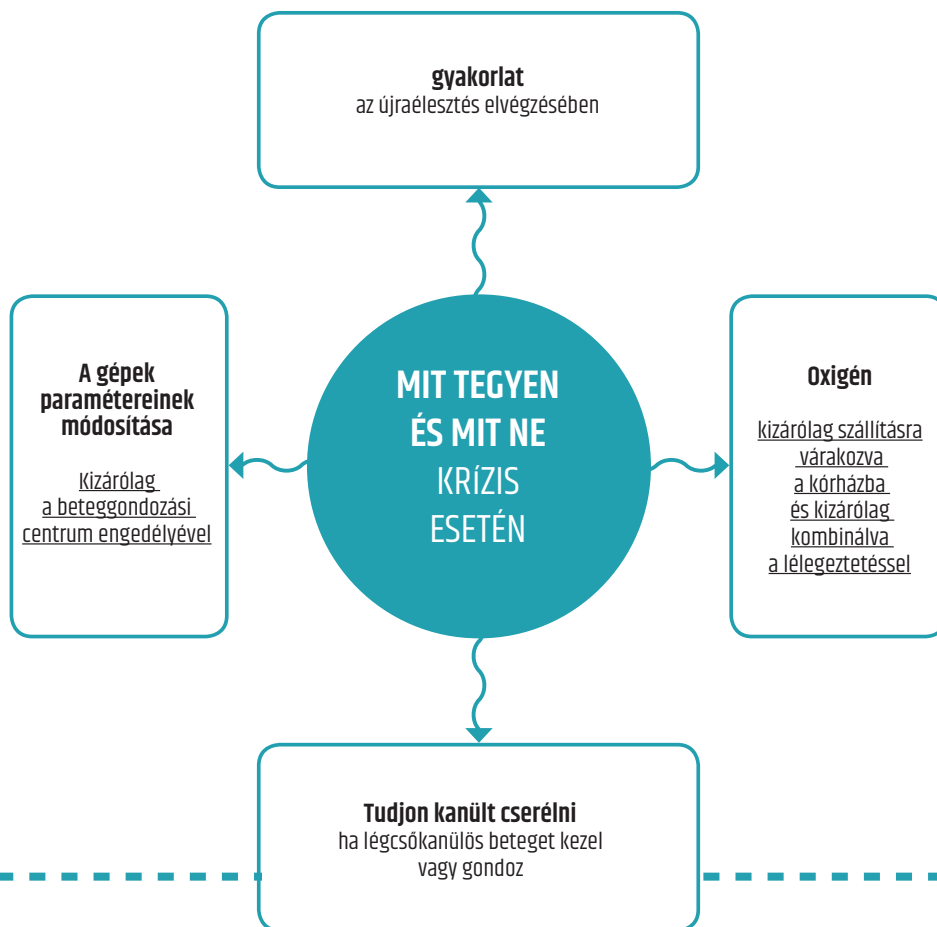 gyakorlat
az újraélesztés elvégzésében
A gépek
paramétereinek
módosítása
Kizárólag
a beteggondozási
centrum engedélyével
MIT TEGYEN
ÉS MIT NE
KRÍZIS
ESETÉN
Oxigén
kizárólag szállításra
várakozva
a kórházba
és kizárólag
kombinálva
a lélegeztetéssel
Tudjon kanült cserélni
ha légcsőkanülös beteget kezel
vagy gondoz